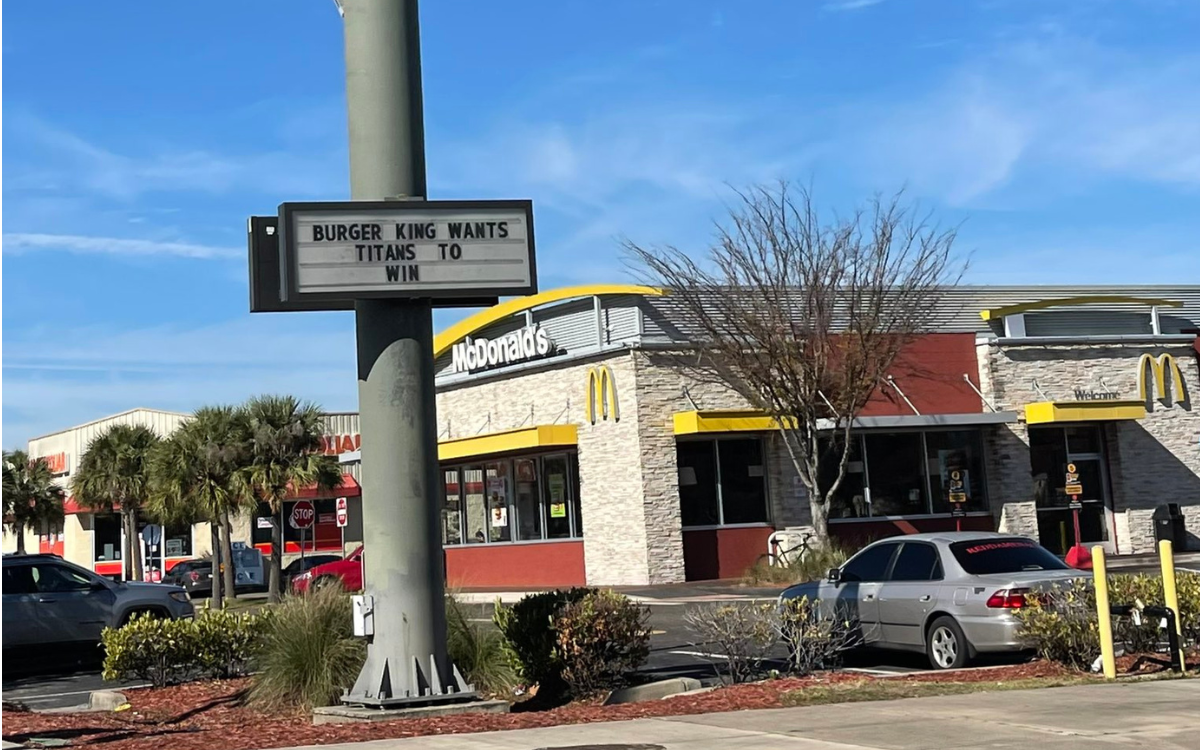 BURGER KING WANTS
TITANS TO
WIN
McDonald's
Welcome
STOP